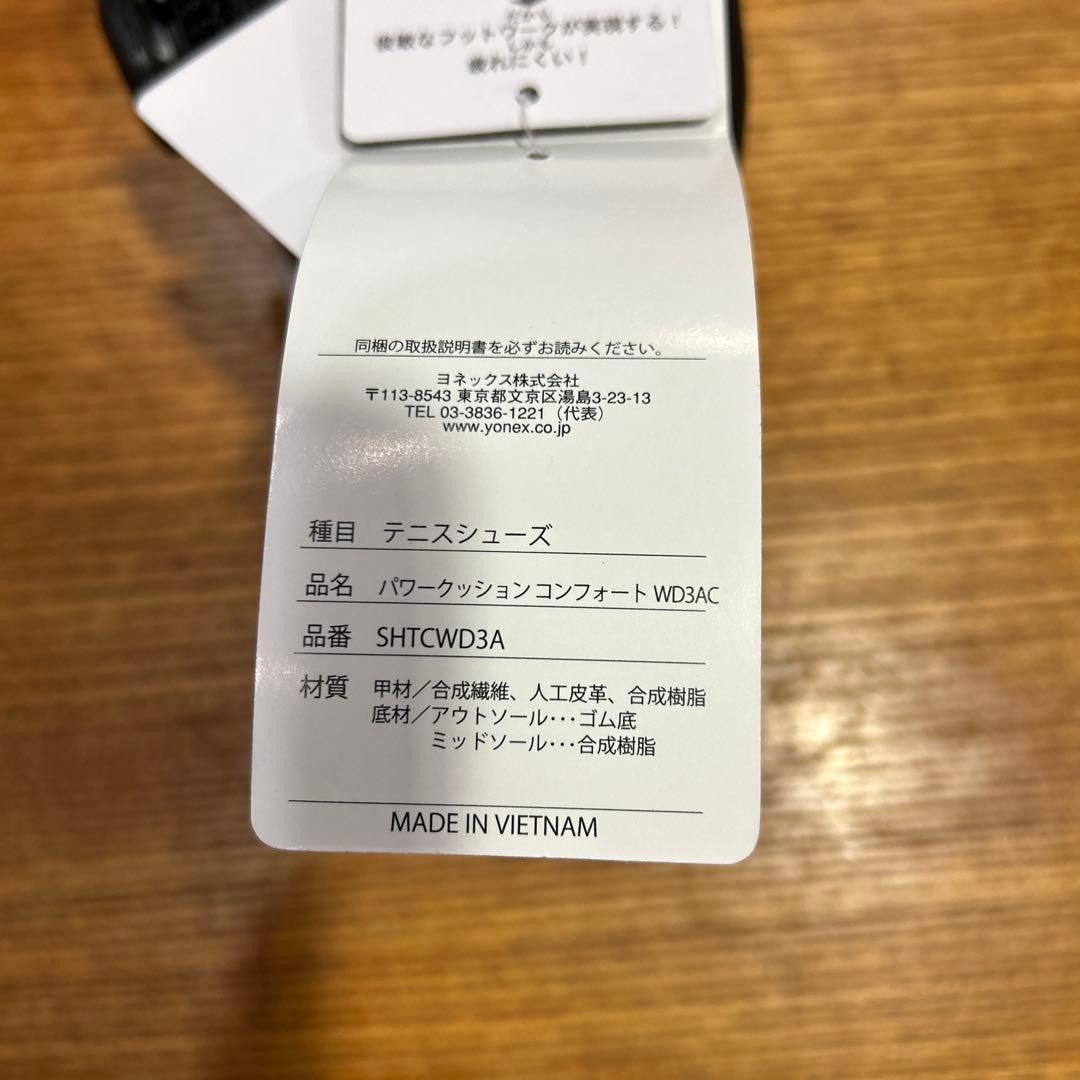 だから
俊敏なフットワークが実現する!
しかも
疲れにくい!
同梱の取扱説明書を必ずお読みください。
ヨネックス株式会社
〒113-8543 東京都文京区湯島3-23-13
TEL 03-3836-1221（代表）
www.yonex.co.jp
種目 テニスシューズ
品名 パワークッション コンフォート WD3AC
品番 SHTCWD3A
材質 甲材／合成繊維、人工皮革、合成樹脂
底材／アウトソール･･･ゴム底
ミッドソール･･･合成樹脂
MADE IN VIETNAM